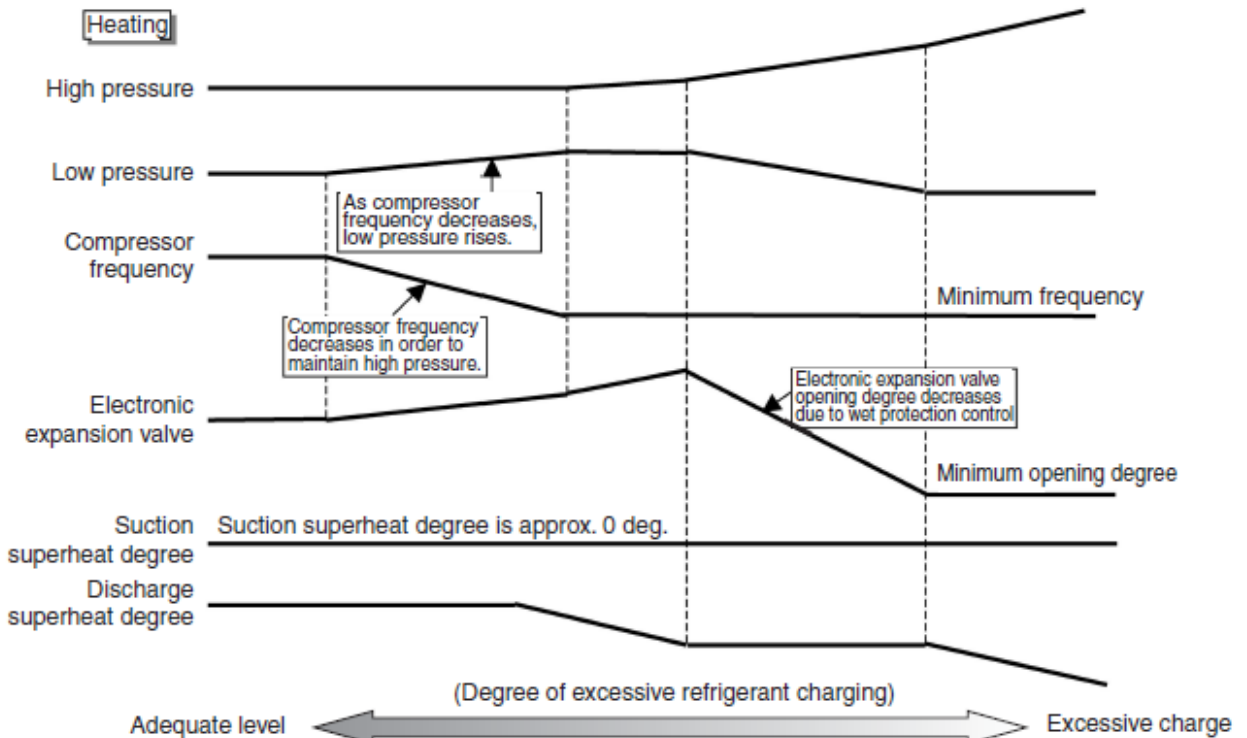 Heating
High pressure
Low pressure
[As compressor
frequency decreases,
low pressure rises.]
Compressor
frequency
Minimum frequency
[Compressor frequency
decreases in order to
maintain high pressure.]
Electronic expansion valve
opening degree decreases
due to wet protection control
Electronic
expansion valve
Minimum opening degree
Suction
superheat degree
Suction superheat degree is approx. 0 deg.
Discharge
superheat degree
(Degree of excessive refrigerant charging)
Adequate level
Excessive charge